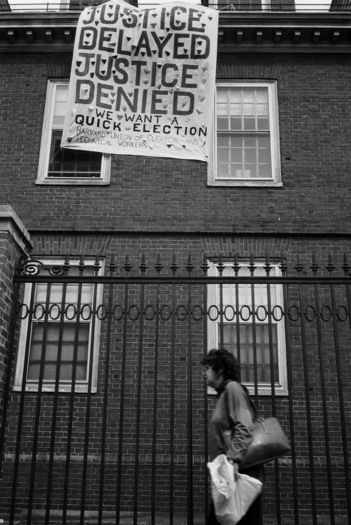 JUSTICE
DELAYED
JUSTICE
DENIED
WE WANT A
QUICK ELECTION
HARVARD UNION OF CLERICAL AND
TECHNICAL WORKERS